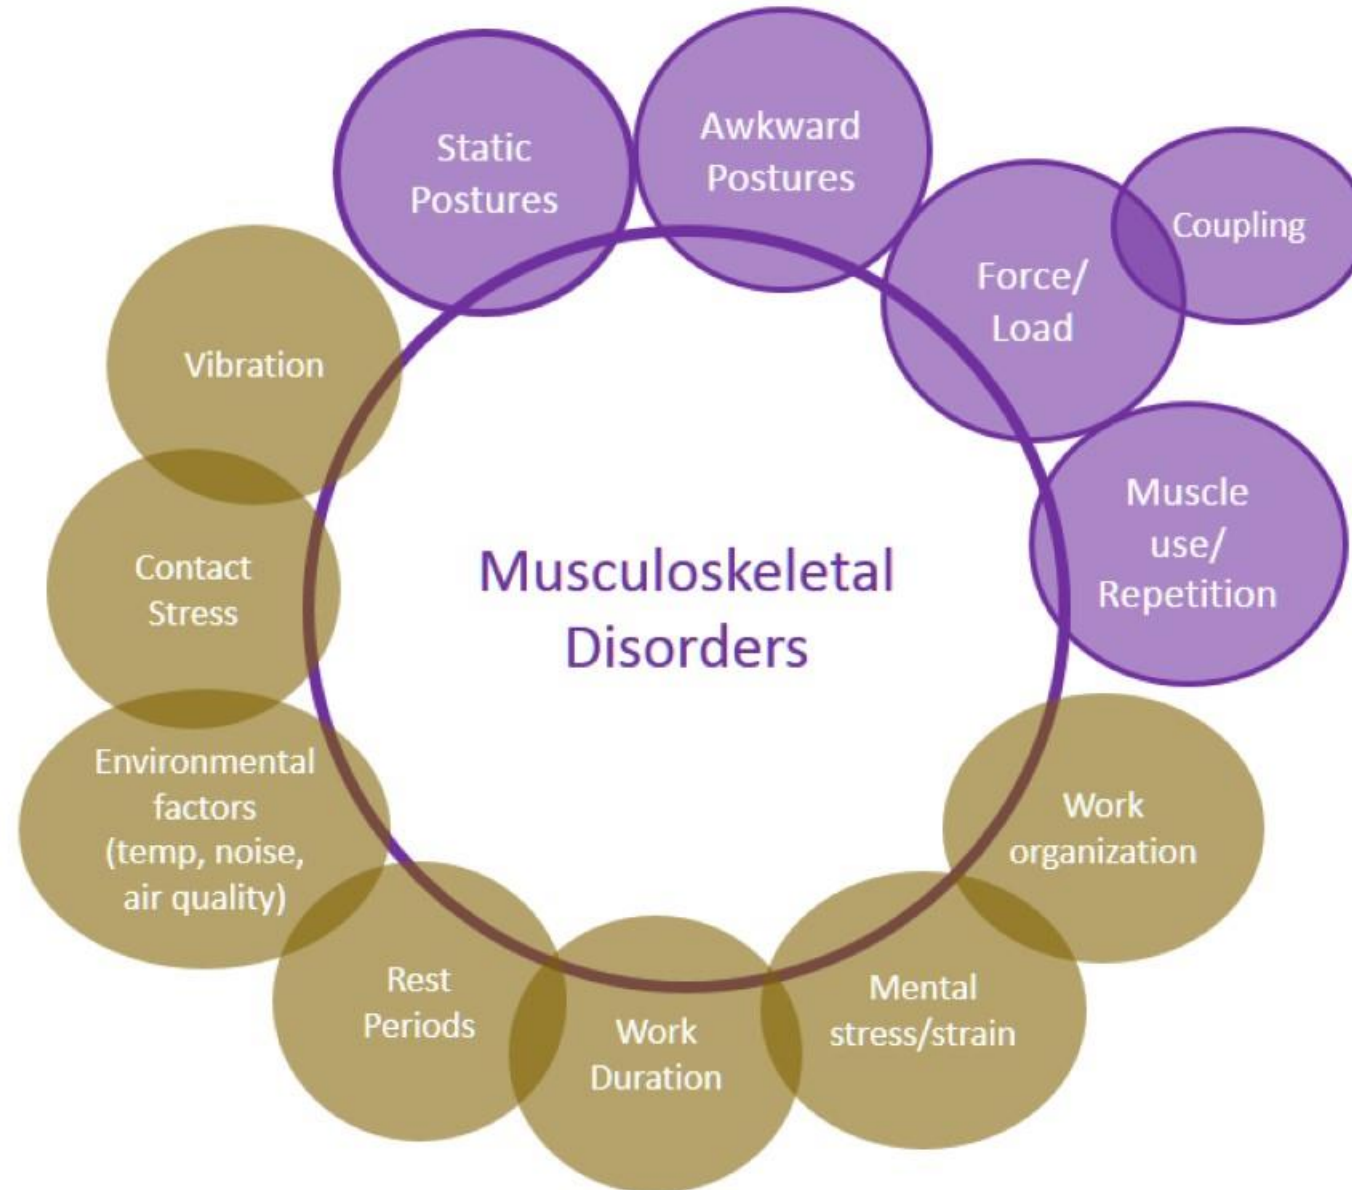 Static
Postures
Awkward
Postures
Coupling
Force/
Load
Vibration
Muscle
use/
Repetition
Contact
Stress
Musculoskeletal
Disorders
Environmental
factors
(temp, noise,
air quality)
Work
organization
Rest
Periods
Work
Duration
Mental
stress/strain